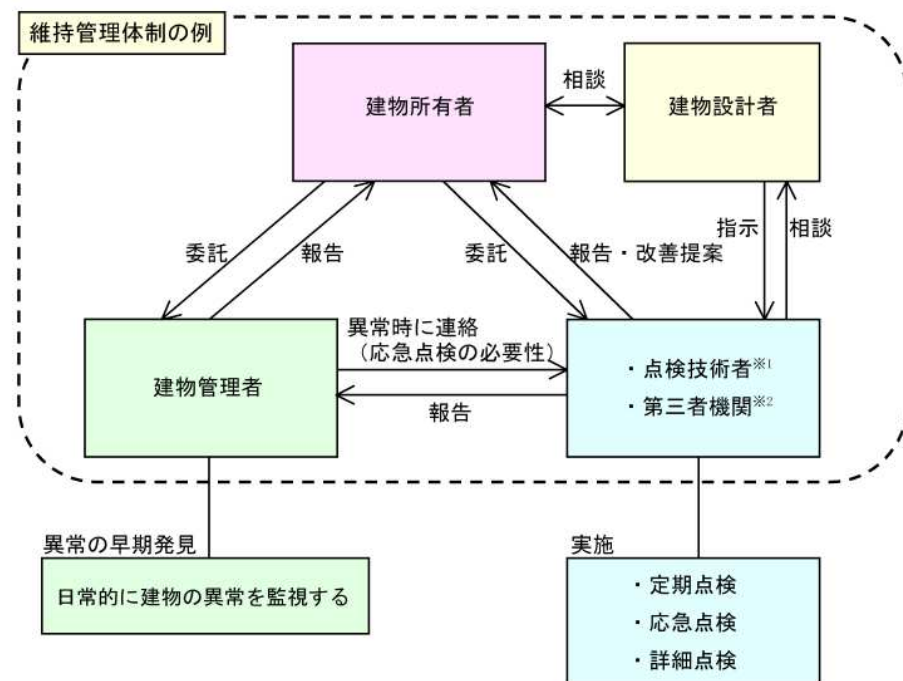 維持管理体制の例
建物所有者
相談
建物設計者
委託
報告
委託
報告・改善提案
指示
相談
建物管理者
異常時に連絡
（応急点検の必要性）
報告
・点検技術者※1
・第三者機関※2
異常の早期発見
日常的に建物の異常を監視する
実施
・定期点検
・応急点検
・詳細点検